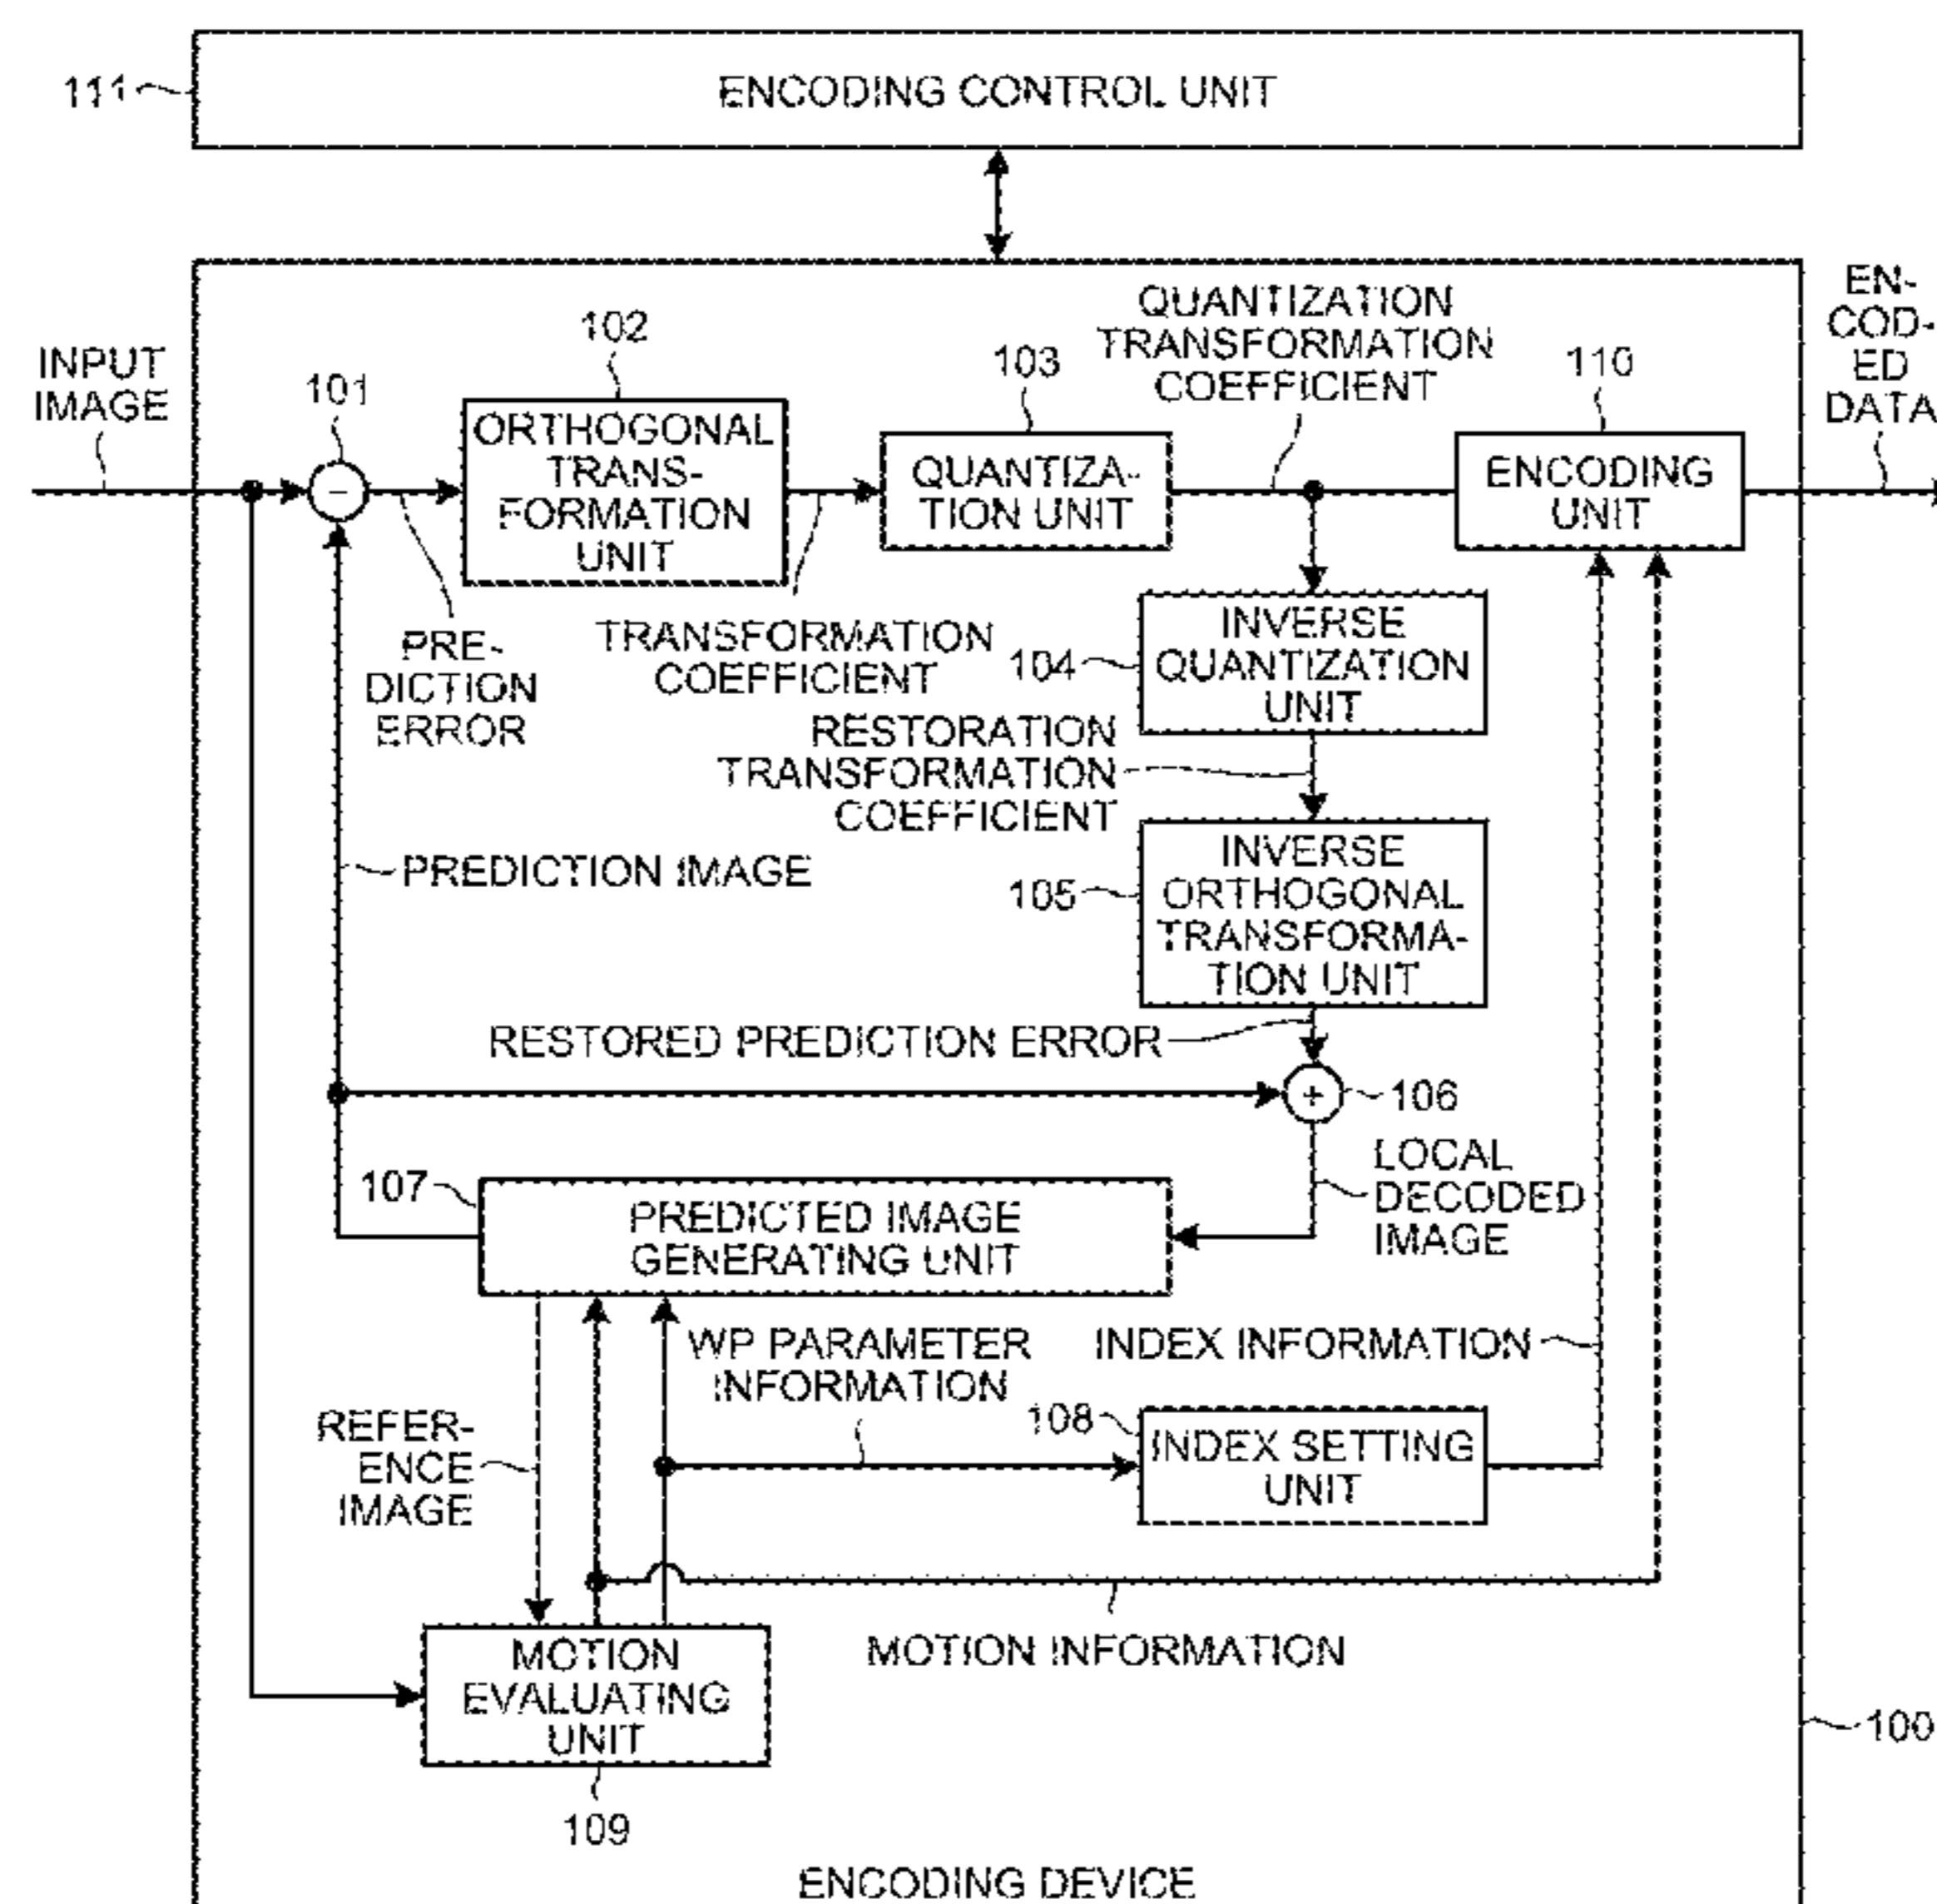 111
ENCODING CONTROL UNIT
INPUT
IMAGE
101
102
ORTHOGONAL
TRANS-
FORMATION
UNIT
103
QUANTIZA-
TION UNIT
QUANTIZATION
TRANSFORMATION
COEFFICIENT
110
ENCODING
UNIT
EN-
COD-
ED
DATA
-
PRE-
DICTION
ERROR
TRANSFORMATION
COEFFICIENT
104
INVERSE
QUANTIZATION
UNIT
RESTORATION
TRANSFORMATION
COEFFICIENT
PREDICTION IMAGE
105
INVERSE
ORTHOGONAL
TRANSFORMA-
TION UNIT
RESTORED PREDICTION ERROR
+
106
LOCAL
DECODED
IMAGE
107
PREDICTED IMAGE
GENERATING UNIT
WP PARAMETER
INFORMATION
INDEX INFORMATION
REFER-
ENCE
IMAGE
108
INDEX SETTING
UNIT
MOTION
EVALUATING
UNIT
MOTION INFORMATION
100
109
ENCODING DEVICE